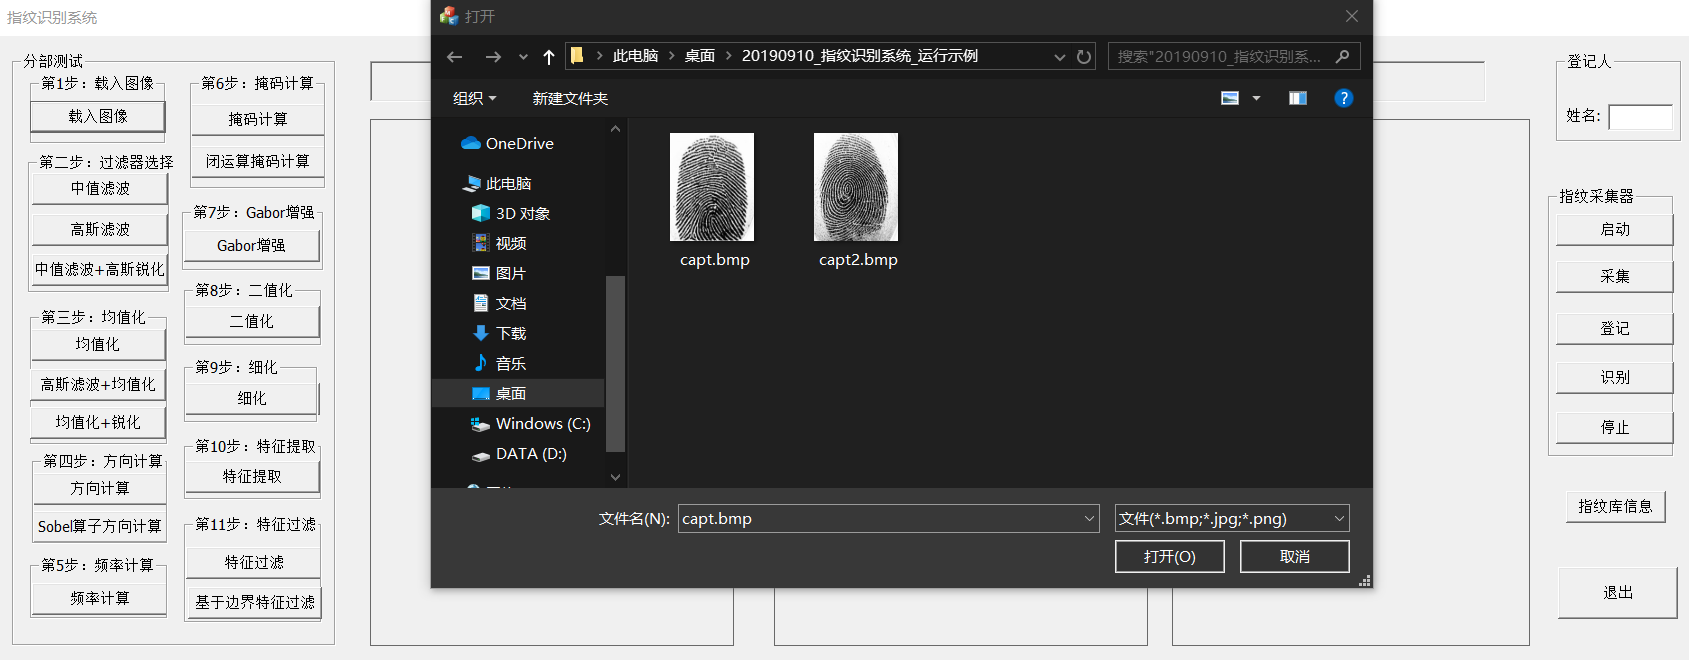 指纹识别系统
分部测试
第1步：载入图像
载入图像
第二步：过滤器选择
中值滤波
高斯滤波
中值滤波+高斯锐化
第三步：均值化
均值化
高斯滤波+均值化
均值化+锐化
第四步：方向计算
方向计算
Sobel算子方向计算
第5步：频率计算
频率计算
第6步：掩码计算
掩码计算
闭运算掩码计算
第7步：Gabor增强
Gabor增强
第8步：二值化
二值化
第9步：细化
细化
第10步：特征提取
特征提取
第11步：特征过滤
特征过滤
基于边界特征过滤
打开
此电脑 桌面 20190910_指纹识别系统_运行示例
搜索"20190910_指纹识别系...
组织 新建文件夹
OneDrive
此电脑
3D 对象
视频
图片
文档
下载
音乐
桌面
Windows (C:)
DATA (D:)
capt.bmp
capt2.bmp
文件名(N): capt.bmp
文件(*.bmp;*.jpg;*.png)
打开(O)
取消
登记人
姓名:
指纹采集器
启动
采集
登记
识别
停止
指纹库信息
退出